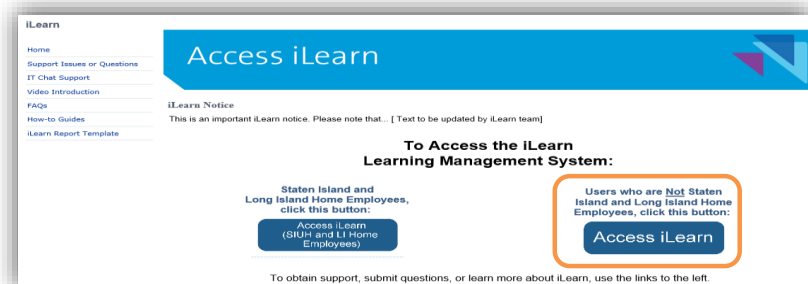 iLearn
Home
Support Issues or Questions
IT Chat Support
Video Introduction
FAQs
How-to Guides
iLearn Report Template
Access iLearn
iLearn Notice
This is an important iLearn notice. Please note that... [ Text to be updated by iLearn team]
To Access the iLearn
Learning Management System:
Staten Island and
Long Island Home Employees,
click this button:
Access iLearn
(SIUH and LI Home
Employees)
Users who are Not Staten
Island and Long Island Home
Employees, click this button:
Access iLearn
To obtain support, submit questions, or learn more about iLearn, use the links to the left.